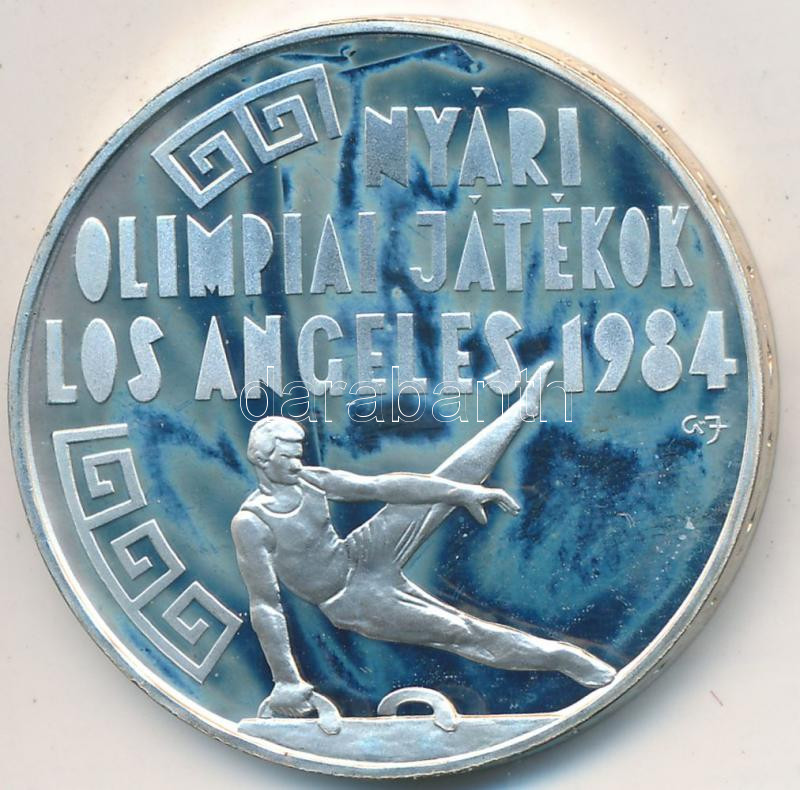 NYÁRI
OLIMPIAI JÁTÉKOK
LOS ANGELES 1984
darabanth